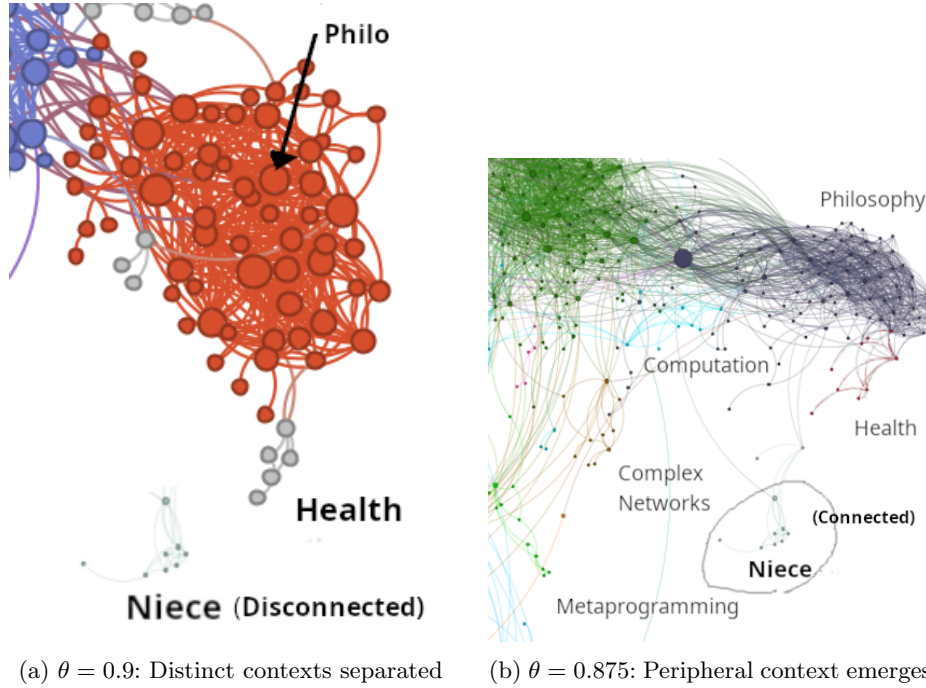 Philo
Health
Niece (Disconnected)
(a) θ = 0.9: Distinct contexts separated
Philosophy
Computation
Health
Complex
Networks
(Connected)
Niece
Metaprogramming
(b) θ = 0.875: Peripheral context emerges